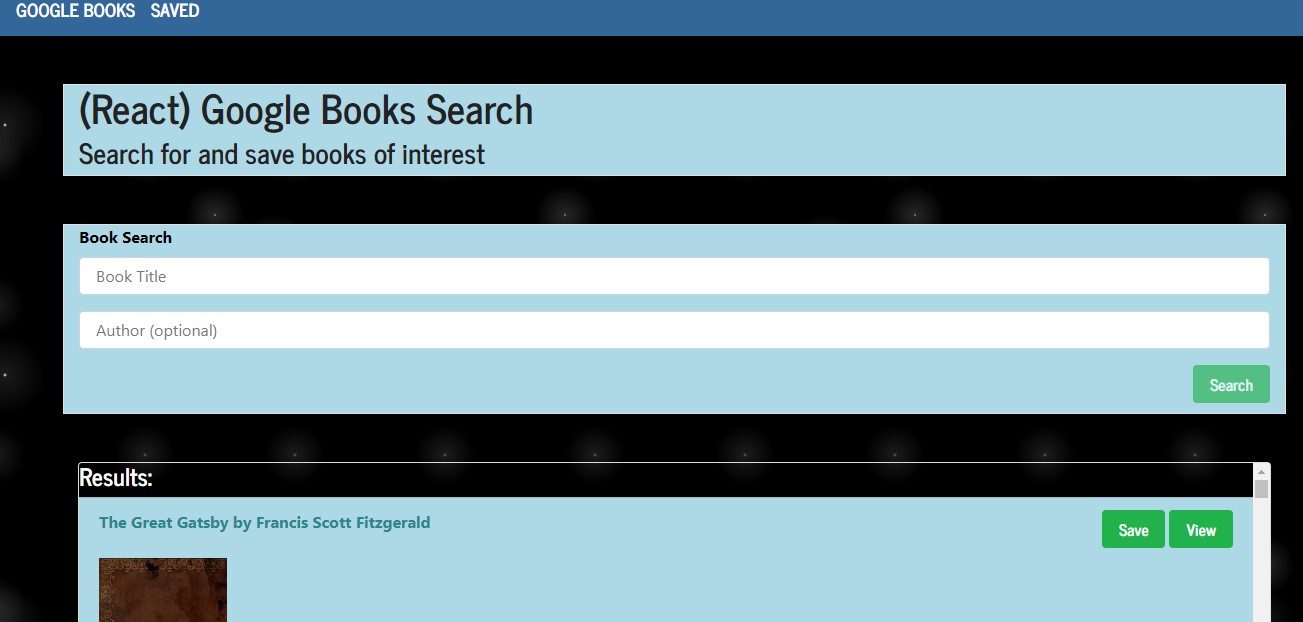 GOOGLE BOOKS SAVED
(React) Google Books Search
Search for and save books of interest
Book Search
Book Title
Author (optional)
Search
Results:
The Great Gatsby by Francis Scott Fitzgerald
Save View